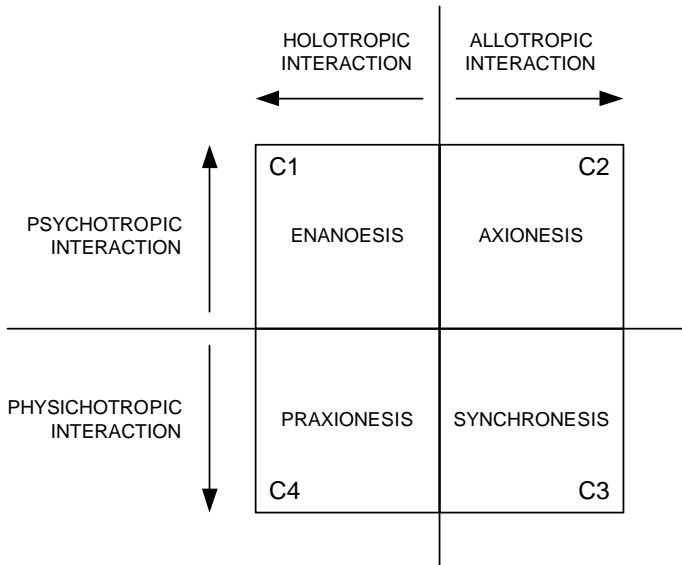 HOLOTROPIC
INTERACTION
ALLOTROPIC
INTERACTION
C1
C2
PSYCHOTROPIC
INTERACTION
ENANOESIS
AXIONESIS
PHYSICHOTROPIC
INTERACTION
PRAXIONESIS
SYNCHRONESIS
C4
C3